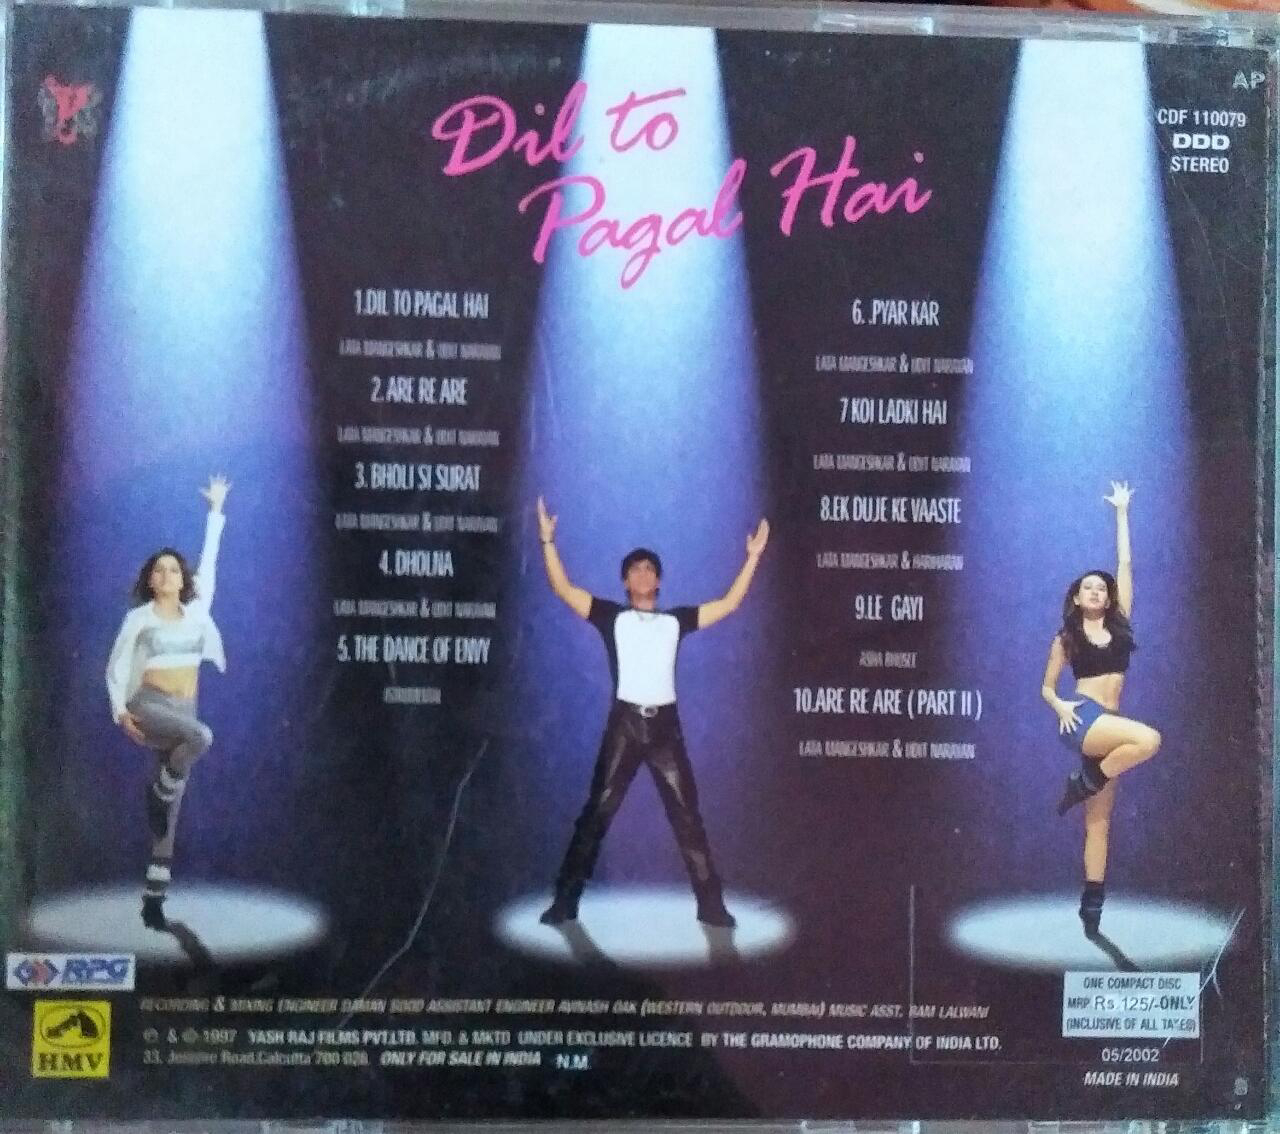 Dil to
Pagal Hai
AP
CDF 110079
DDD
STEREO
1.DIL TO PAGAL HAI
LATA MANGESHKAR & UDIT NARAYAN
2. ARE RE ARE
LATA MANGESHKAR & UDIT NARAYAN
3. BHOLI SI SURAT
LATA MANGESHKAR & UDIT NARAYAN
4. DHOLNA
LATA MANGESHKAR & UDIT NARAYAN
5. THE DANCE OF ENVY
6. .PYAR KAR
LATA MANGESHKAR & UDIT NARAYAN
7 KOI LADKI HAI
LATA MANGESHKAR & UDIT NARAYAN
8.EK DUJE KE VAASTE
LATA MANGESHKAR & HARIHARAN
9.LE GAYI
ASHA BHOSLE
10.ARE RE ARE ( PART II )
LATA MANGESHKAR & UDIT NARAYAN
RPG
HMV
RECORDING & MIXING ENGINEER DAMAN SOOD ASSISTANT ENGINEER AVINASH OAK (WESTERN OUTDOOR, MUMBAI) MUSIC ASST. RAM LALWANI
℗ & © 1997 YASH RAJ FILMS PVT.LTD. MFD. & MKTD UNDER EXCLUSIVE LICENCE BY THE GRAMOPHONE COMPANY OF INDIA LTD.
33, Jessore Road,Calcutta 700 028. ONLY FOR SALE IN INDIA N.M.
ONE COMPACT DISC
MRP Rs.125/-ONLY
(INCLUSIVE OF ALL TAXES)
05/2002
MADE IN INDIA